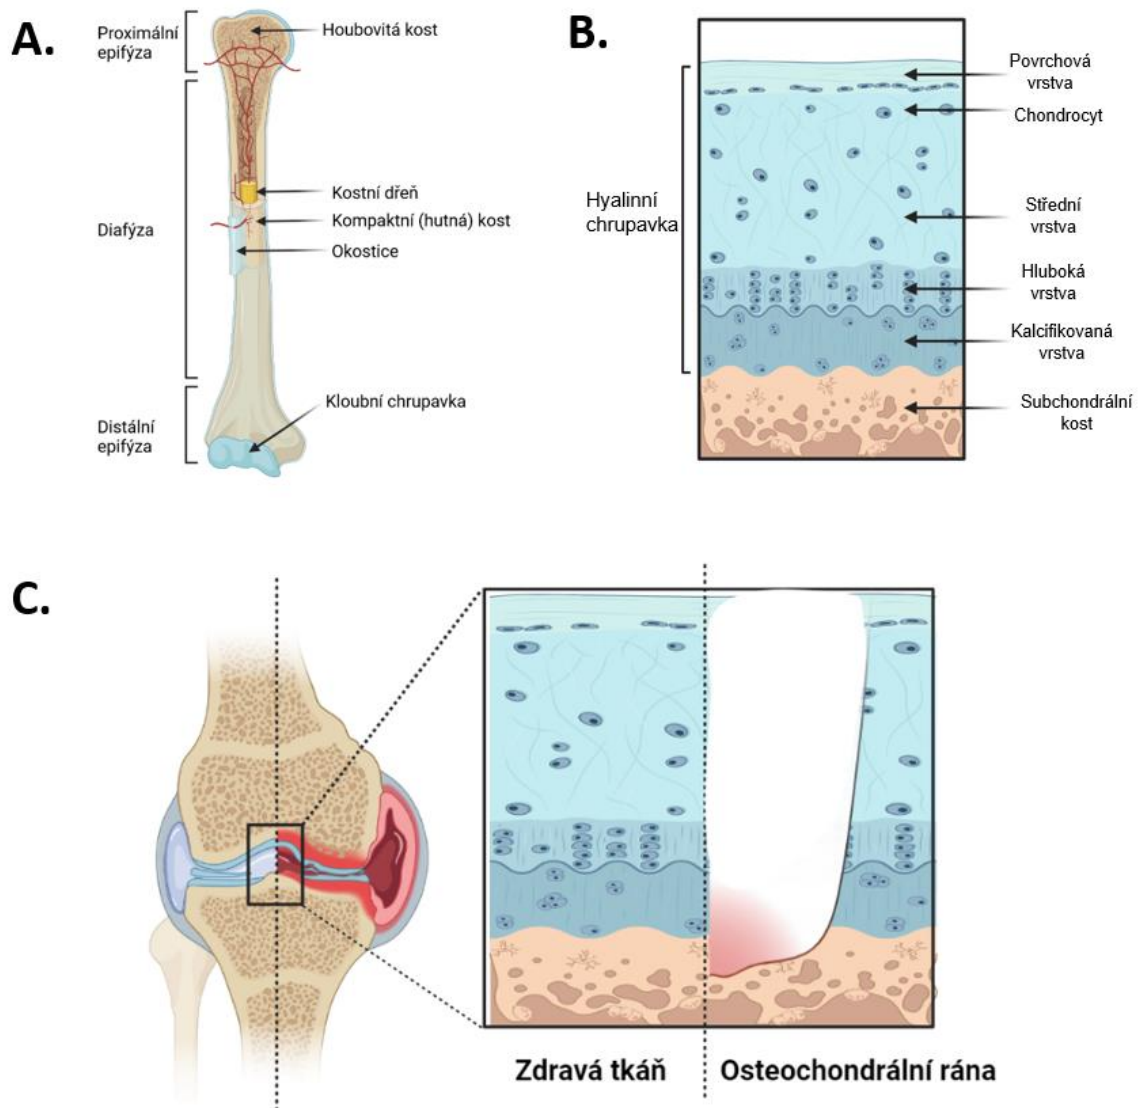 A.
Proximální
epifýza
Houbovitá kost
Diafýza
Kostní dřeň
Kompaktní (hutná) kost
Okostice
Distální
epifýza
Kloubní chrupavka
B.
Hyalinní
chrupavka
Povrchová
vrstva
Chondrocyt
Střední
vrstva
Hluboká
vrstva
Kalcifikovaná
vrstva
Subchondrální
kost
C.
Zdravá tkáň
Osteochondrální rána